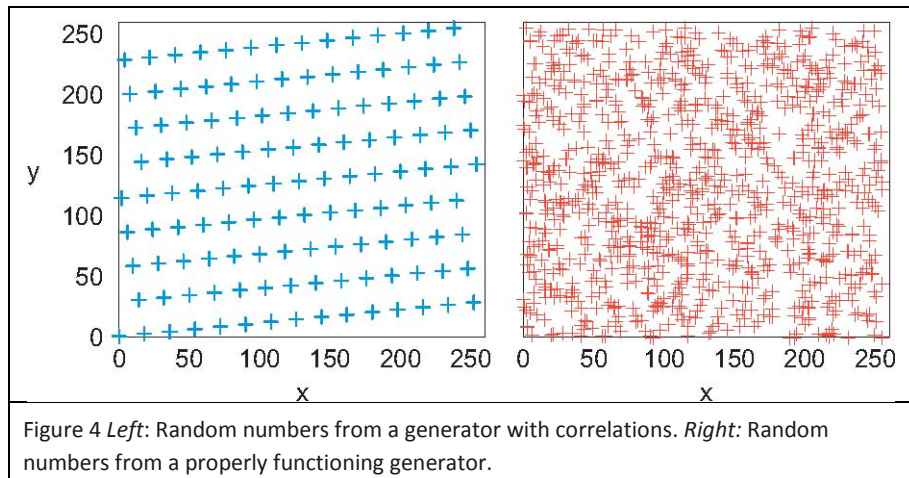 250
200
150
y
100
50
0
0 50 100 150 200 250
0 50 100 150 200 250
x
x
Figure 4 Left: Random numbers from a generator with correlations. Right: Random
numbers from a properly functioning generator.